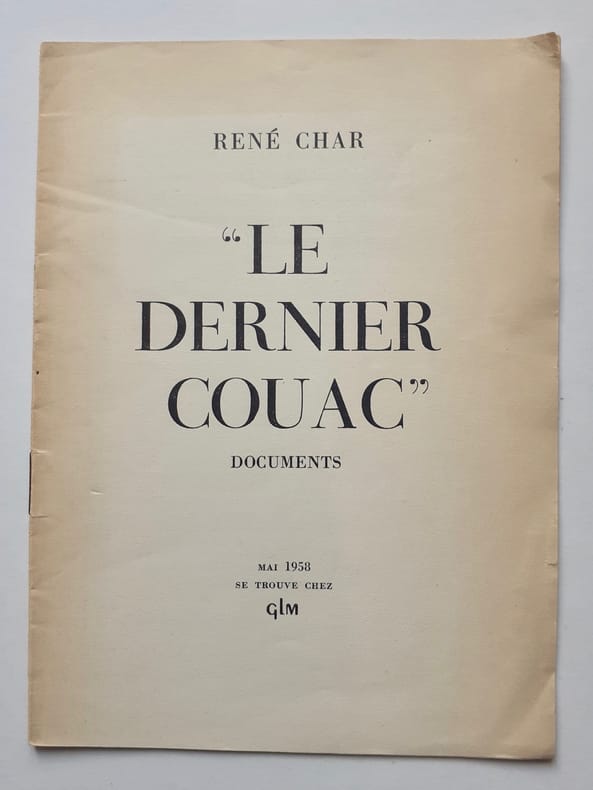 RENÉ CHAR
“LE
DERNIER
COUAC”
DOCUMENTS
MAI 1958
SE TROUVE CHEZ
GLM